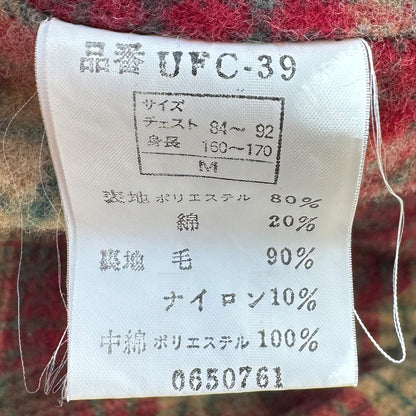 品番 UFC-39
サイズ
チェスト 84〜92
身長 160〜170
M
表地 ポリエステル 80%
綿 20%
裏地 毛 90%
ナイロン 10%
中綿 ポリエステル 100%
0650761